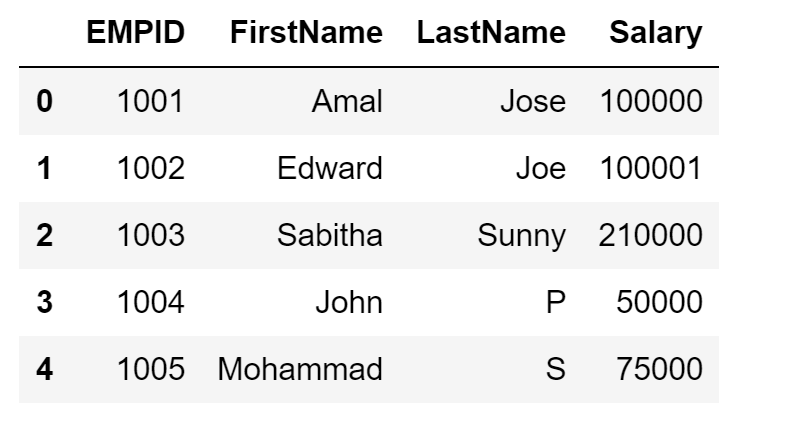 EMPID FirstName LastName Salary
0 1001 Amal Jose 100000
1 1002 Edward Joe 100001
2 1003 Sabitha Sunny 210000
3 1004 John P 50000
4 1005 Mohammad S 75000